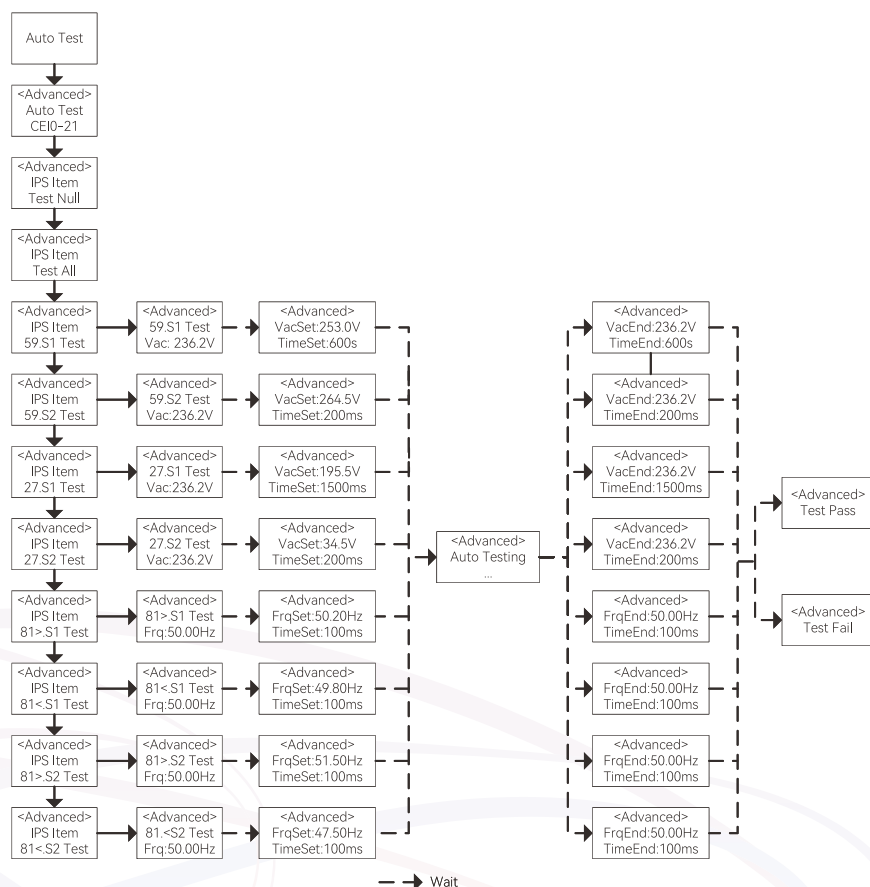 Auto Test
<Advanced>
Auto Test
CEI0-21
<Advanced>
IPS Item
Test Null
<Advanced>
IPS Item
Test All
<Advanced>
IPS Item
59.S1 Test
<Advanced>
59.S1 Test
Vac: 236.2V
<Advanced>
VacSet:253.0V
TimeSet:600s
<Advanced>
VacEnd:236.2V
TimeEnd:600s
<Advanced>
IPS Item
59.S2 Test
<Advanced>
59.S2 Test
Vac:236.2V
<Advanced>
VacSet:264.5V
TimeSet:200ms
<Advanced>
VacEnd:236.2V
TimeEnd:200ms
<Advanced>
IPS Item
27.S1 Test
<Advanced>
27.S1 Test
Vac:236.2V
<Advanced>
VacSet:195.5V
TimeSet:1500ms
<Advanced>
VacEnd:236.2V
TimeEnd:1500ms
<Advanced>
IPS Item
27.S2 Test
<Advanced>
27.S2 Test
Vac:236.2V
<Advanced>
VacSet:34.5V
TimeSet:200ms
<Advanced>
Auto Testing
...
<Advanced>
VacEnd:236.2V
TimeEnd:200ms
<Advanced>
Test Pass
<Advanced>
IPS Item
81>.S1 Test
<Advanced>
81>.S1 Test
Frq:50.00Hz
<Advanced>
FrqSet:50.20Hz
TimeSet:100ms
<Advanced>
FrqEnd:50.00Hz
TimeEnd:100ms
<Advanced>
Test Fail
<Advanced>
IPS Item
81<.S1 Test
<Advanced>
81<.S1 Test
Frq:50.00Hz
<Advanced>
FrqSet:49.80Hz
TimeSet:100ms
<Advanced>
FrqEnd:50.00Hz
TimeEnd:100ms
<Advanced>
IPS Item
81>.S2 Test
<Advanced>
81>.S2 Test
Frq:50.00Hz
<Advanced>
FrqSet:51.50Hz
TimeSet:100ms
<Advanced>
FrqEnd:50.00Hz
TimeEnd:100ms
<Advanced>
IPS Item
81<.S2 Test
<Advanced>
81.<S2 Test
Frq:50.00Hz
<Advanced>
FrqSet:47.50Hz
TimeSet:100ms
<Advanced>
FrqEnd:50.00Hz
TimeEnd:100ms
Wait